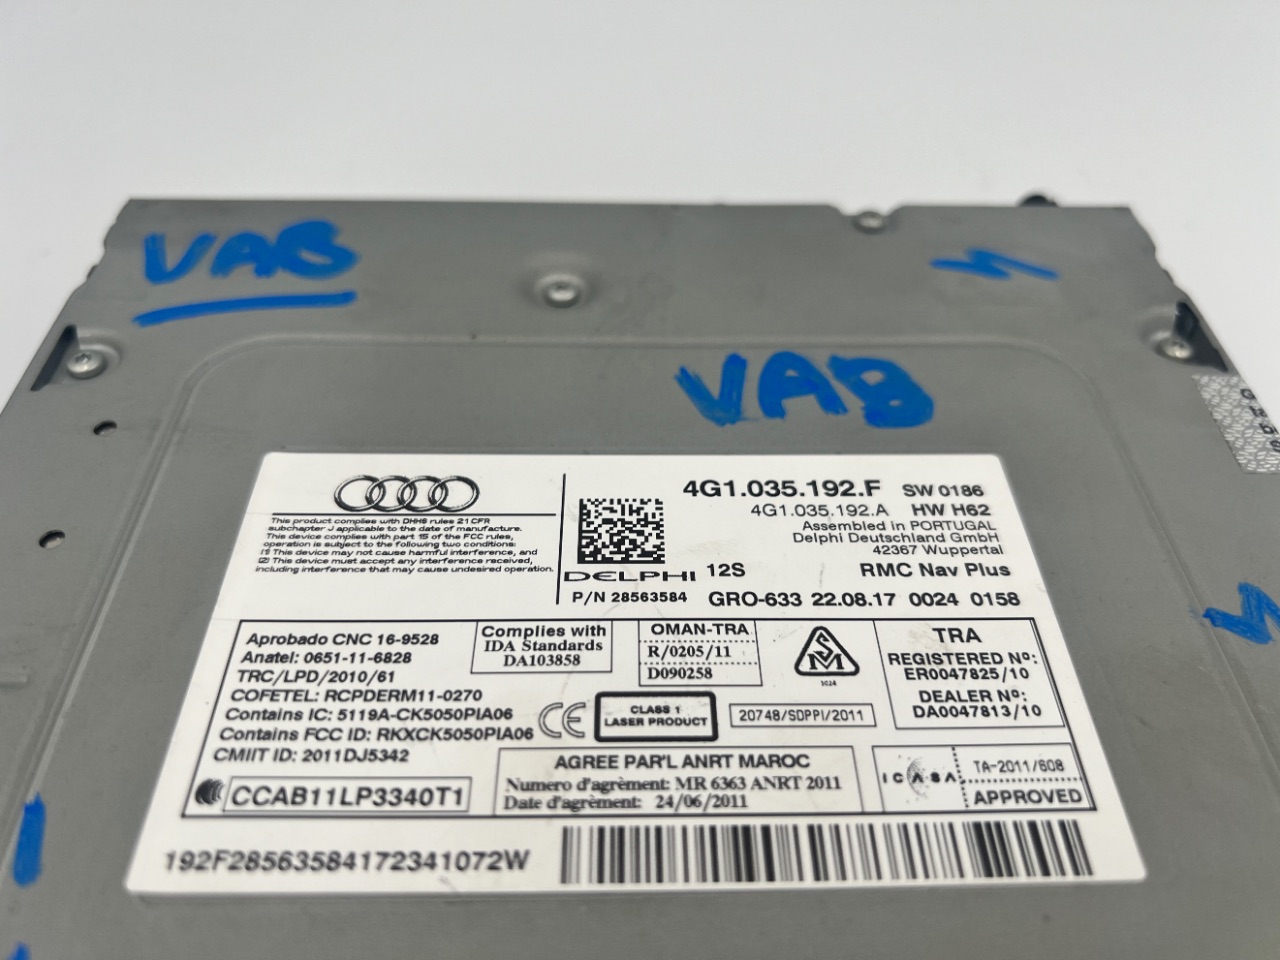 VAB
VAB
This product complies with DHHS rules 21 CFR
subchapter J applicable to date of manufacture.
This device complies with part 15 of the FCC rules,
operation is subject to the following two conditions:
(1) This device may not cause harmful interference, and
(2) This device must accept any interference received,
including interference that may cause undesired operation.
DELPHI
P/N 28563584
4G1.035.192.F SW 0186
4G1.035.192.A HW H62
Assembled in PORTUGAL
Delphi Deutschland GmbH
42367 Wuppertal
12S RMC Nav Plus
GRO-633 22.08.17 0024 0158
Aprobado CNC 16-9528
Anatel: 0651-11-6828
TRC/LPD/2010/61
COFETEL: RCPDERM11-0270
Contains IC: 5119A-CK5050PIA06
Contains FCC ID: RKXCK5050PIA06
CMIIT ID: 2011DJ5342
CCAB11LP3340T1
Complies with
IDA Standards
DA103858
OMAN-TRA
R/0205/11
D090258
SM
1024
TRA
REGISTERED Nº:
ER0047825/10
DEALER Nº:
DA0047813/10
CE
CLASS 1
LASER PRODUCT
20748/SDPPI/2011
AGREE PAR'L ANRT MAROC
Numero d'agrèment: MR 6363 ANRT 2011
Date d'agrèment: 24/06/2011
ICASA
TA-2011/608
APPROVED
192F28563584172341072W